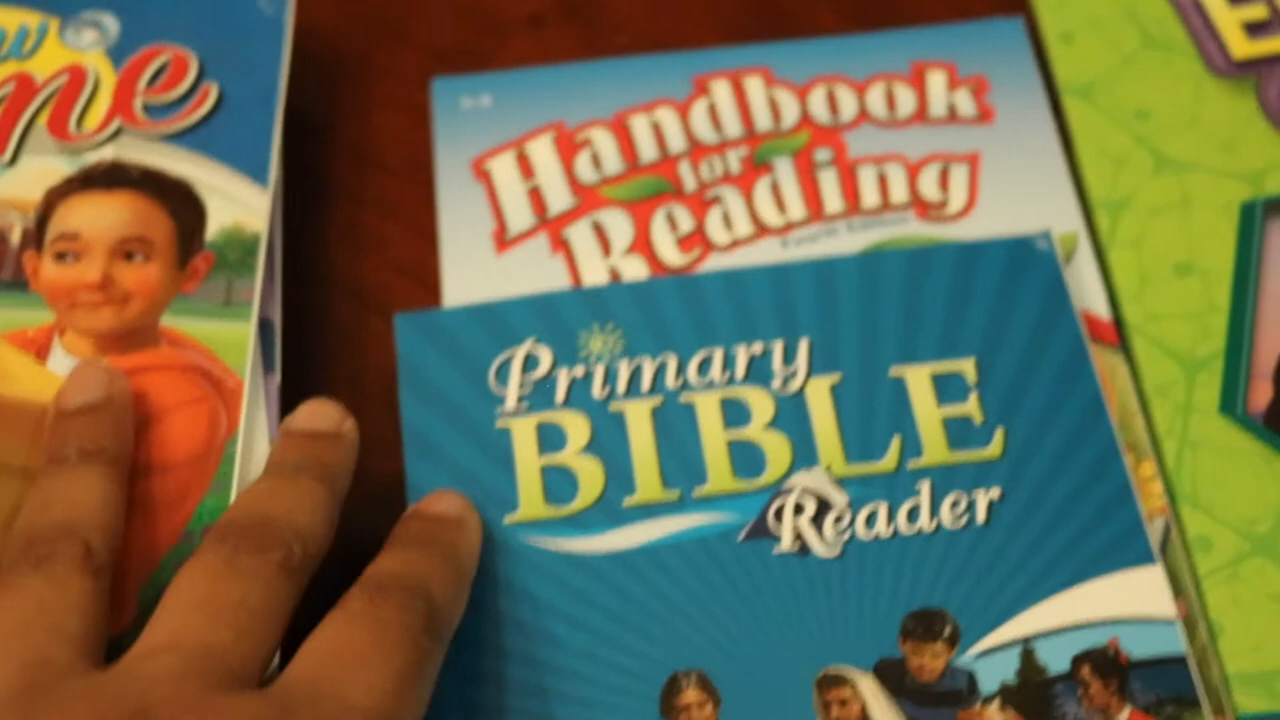 Handbook
for
Reading
Fourth Edition
Primary
BIBLE
Reader